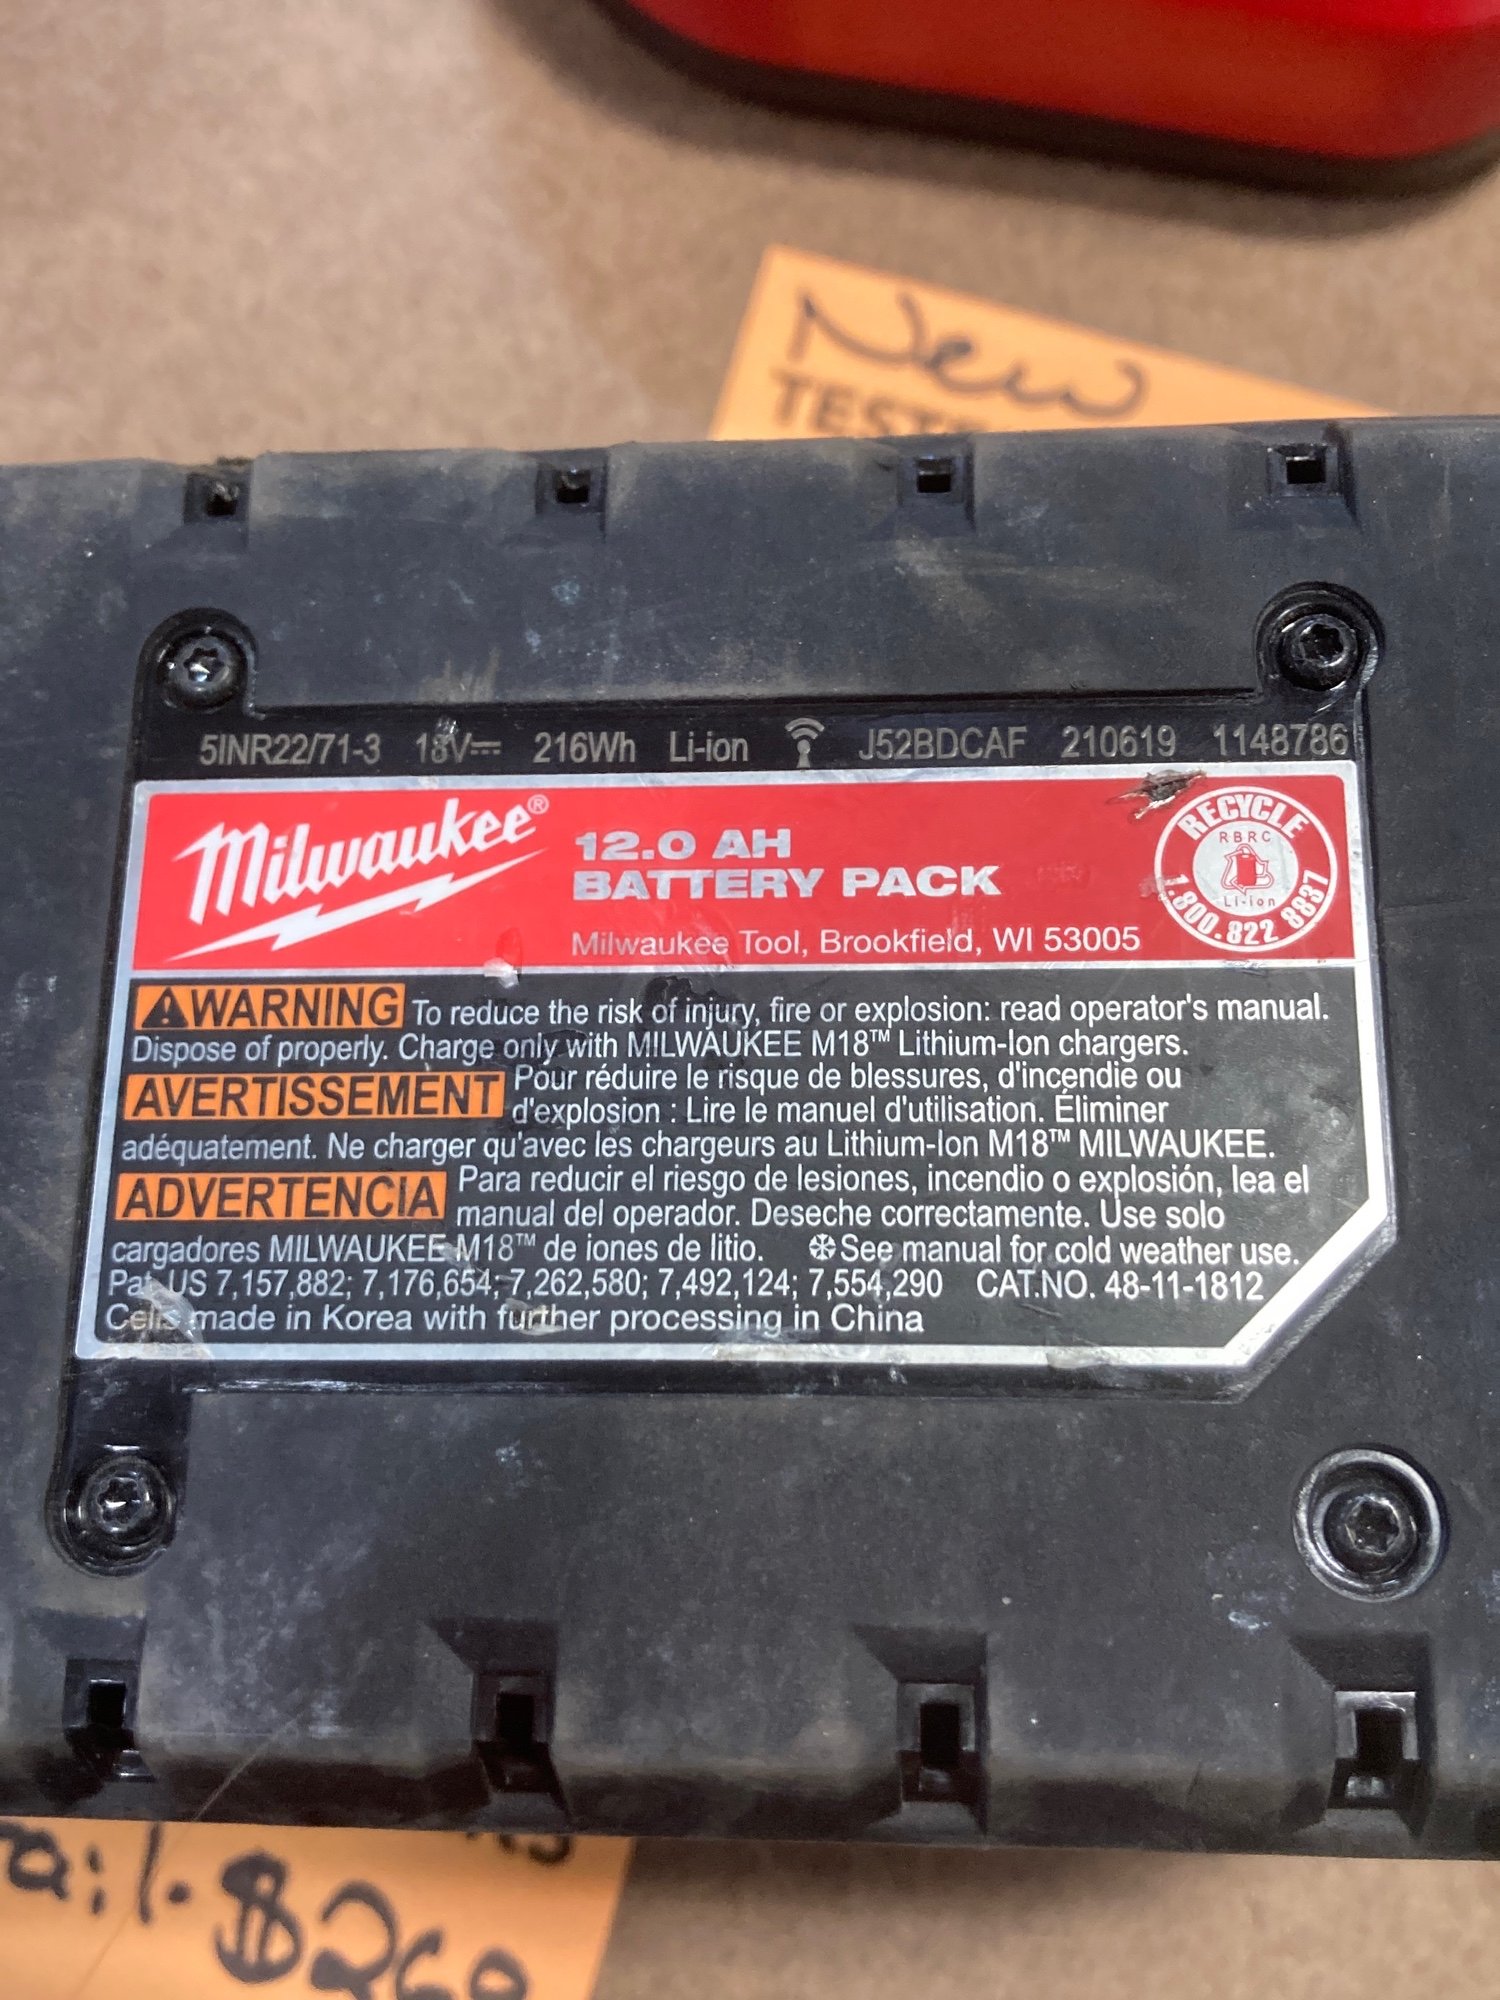 New
TEST
5INR22/71-3 18V⎓ 216Wh Li-ion J52BDCAF 210619 1148786
Milwaukee®
12.0 AH
BATTERY PACK
Milwaukee Tool, Brookfield, WI 53005
RECYCLE
RBRC
Li-ion
1.800.822 8837
WARNING To reduce the risk of injury, fire or explosion: read operator's manual.
Dispose of properly. Charge only with MILWAUKEE M18™ Lithium-Ion chargers.
AVERTISSEMENT Pour réduire le risque de blessures, d'incendie ou
d'explosion : Lire le manuel d'utilisation. Éliminer
adéquatement. Ne charger qu'avec les chargeurs au Lithium-Ion M18™ MILWAUKEE.
ADVERTENCIA Para reducir el riesgo de lesiones, incendio o explosión, lea el
manual del operador. Deseche correctamente. Use solo
cargadores MILWAUKEE M18™ de iones de litio. ❄See manual for cold weather use.
Pat. US 7,157,882; 7,176,654; 7,262,580; 7,492,124; 7,554,290 CAT.NO. 48-11-1812
Cells made in Korea with further processing in China
ail. $260